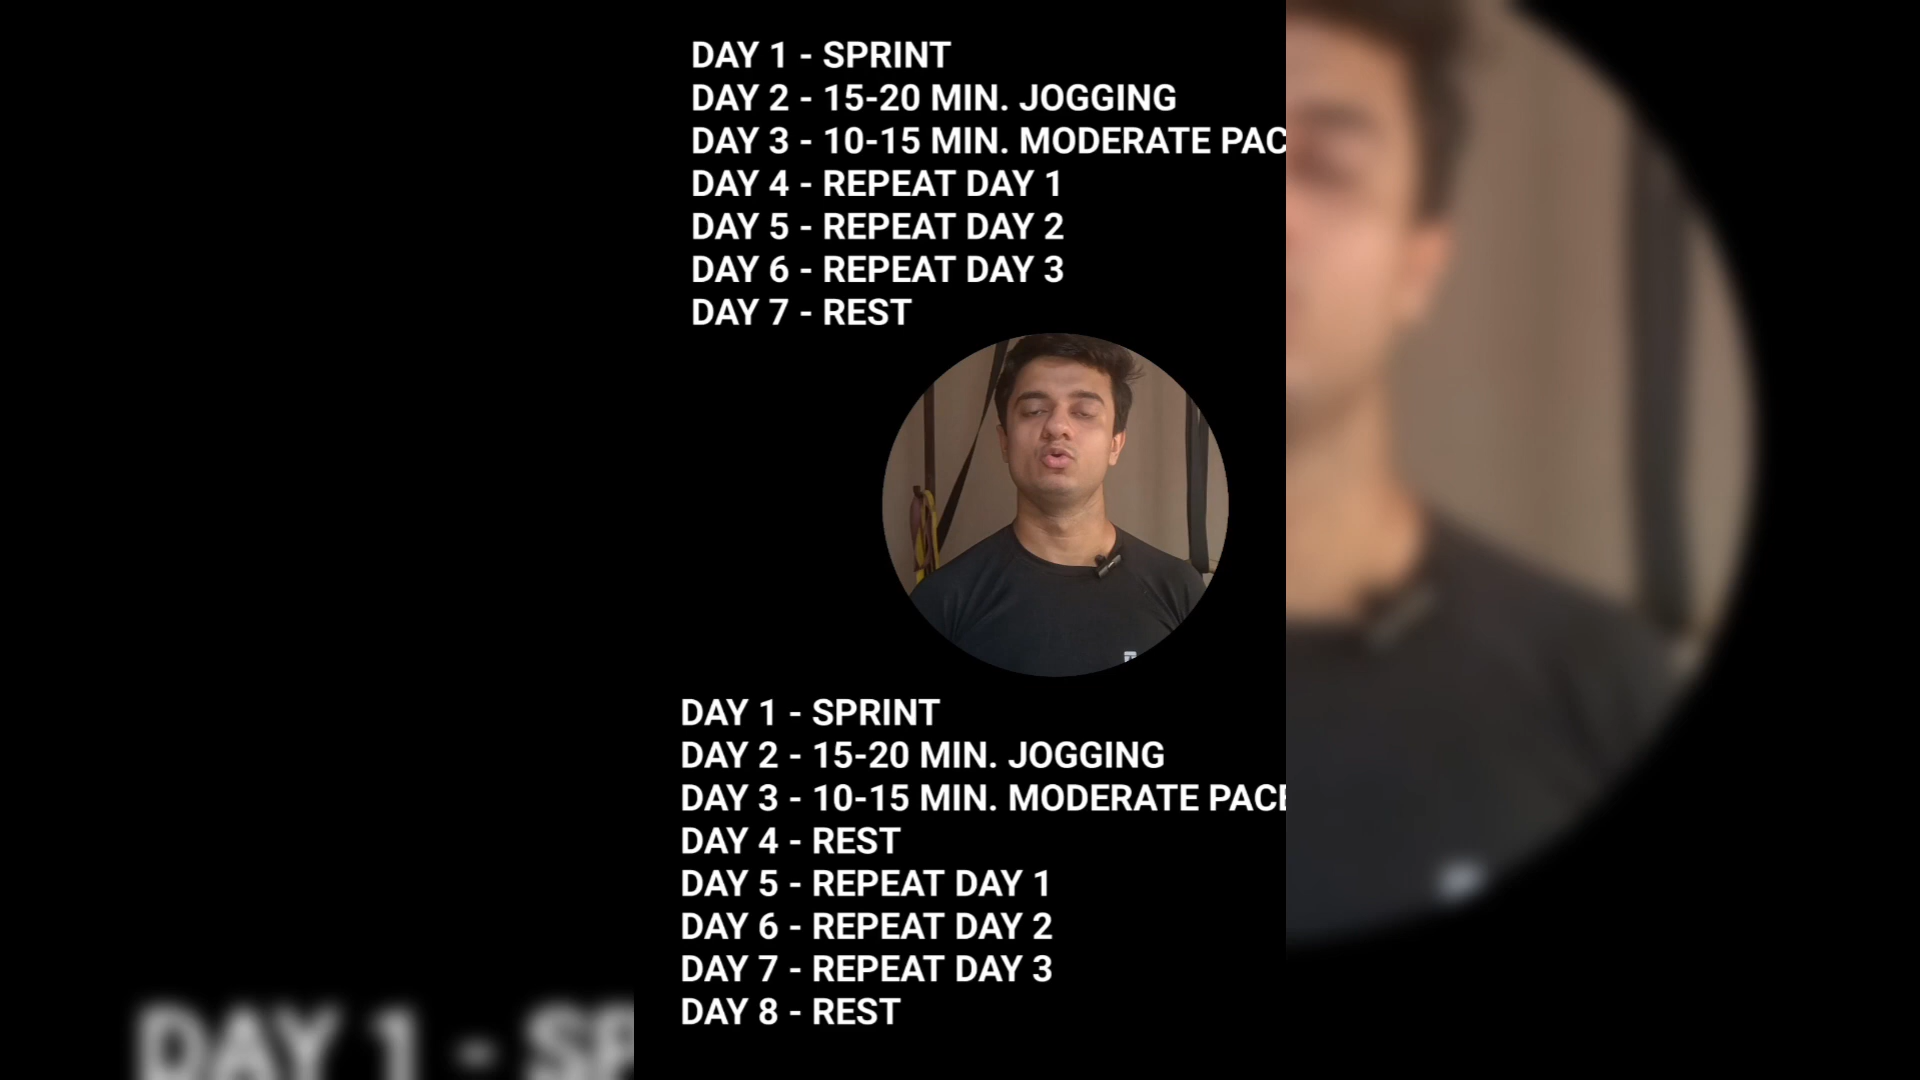 DAY 1 - SPRINT
DAY 2 - 15-20 MIN. JOGGING
DAY 3 - 10-15 MIN. MODERATE PAC
DAY 4 - REPEAT DAY 1
DAY 5 - REPEAT DAY 2
DAY 6 - REPEAT DAY 3
DAY 7 - REST
DAY 1 - SPRINT
DAY 2 - 15-20 MIN. JOGGING
DAY 3 - 10-15 MIN. MODERATE PACE
DAY 4 - REST
DAY 5 - REPEAT DAY 1
DAY 6 - REPEAT DAY 2
DAY 7 - REPEAT DAY 3
DAY 8 - REST
DAY 1 - SP